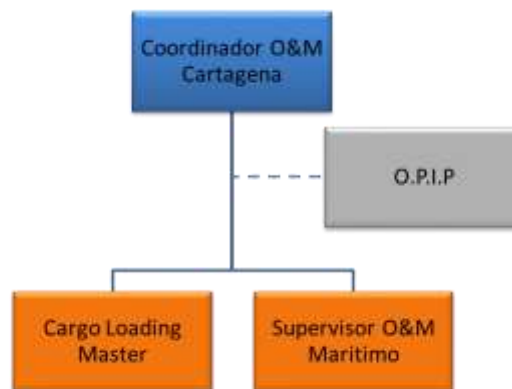 Coordinador O&M
Cartagena
O.P.I.P
Cargo Loading
Master
Supervisor O&M
Maritimo